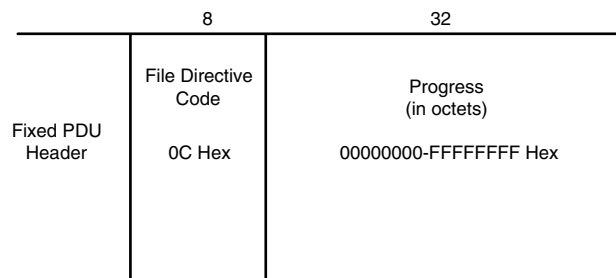 8
32
Fixed PDU
Header
File Directive
Code
0C Hex
Progress
(in octets)
00000000-FFFFFFFF Hex